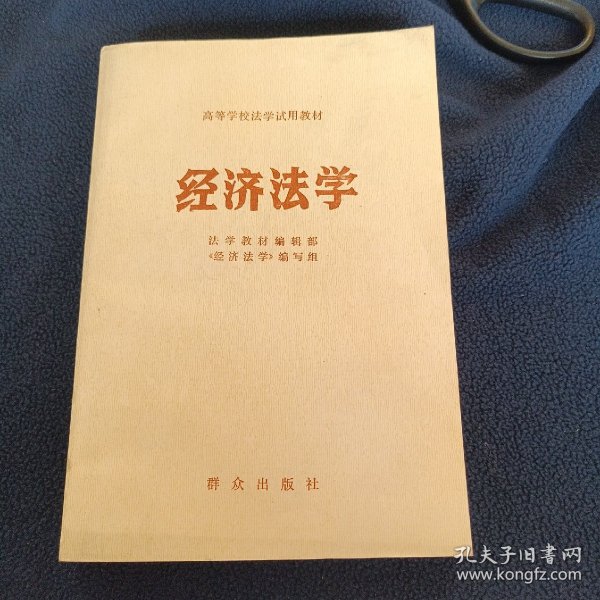 高等学校法学试用教材
经济法学
法学教材编辑部
《经济法学》编写组
群众出版社
孔夫子旧书网
www.kongfz.com